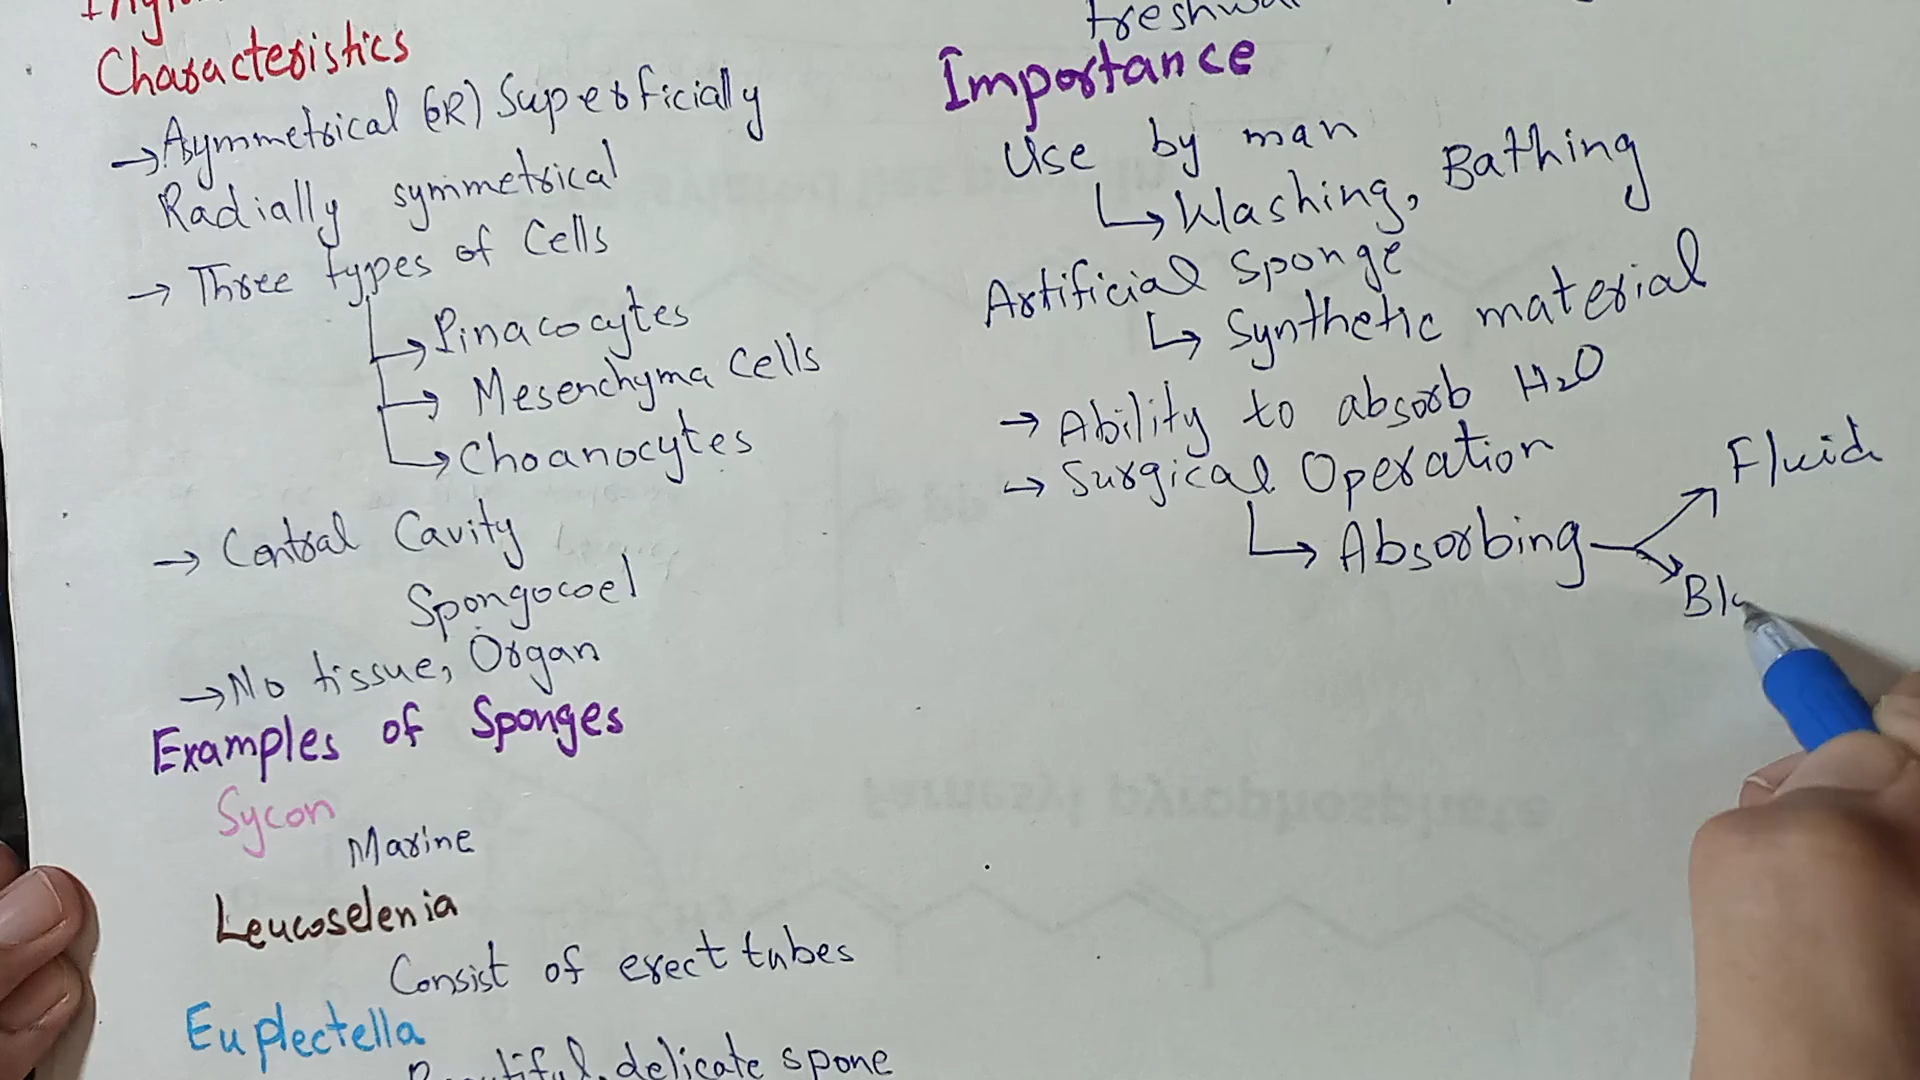 Characteristics
→ Asymmetrical (OR) Superficially
Radially symmetrical
→ Three types of Cells
→ Pinacocytes
→ Mesenchyma Cells
→ Choanocytes
→ Central Cavity
Spongocoel
→ No tissue, Organ
Examples of Sponges
Sycon
Marine
Leucoselenia
Consist of erect tubes
Euplectella
delicate spone
Importance
Use by man
→ Washing, Bathing
Artificial Sponge
→ Synthetic material
→ Ability to absorb H2O
→ Surgical Operation
→ Absorbing → Fluid
Farnesyl pyrophosphate